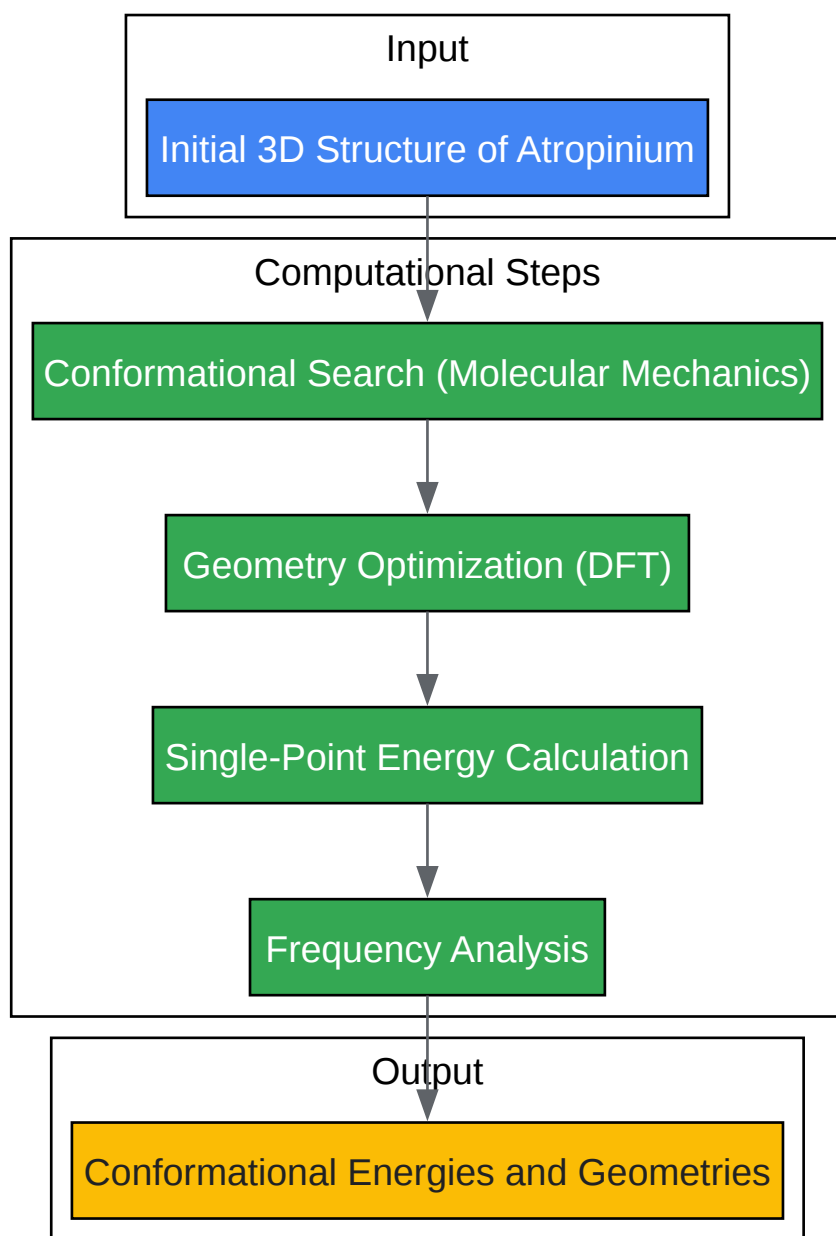 Input
Initial 3D Structure of Atropinium
Computational Steps
Conformational Search (Molecular Mechanics)
Geometry Optimization (DFT)
Single-Point Energy Calculation
Frequency Analysis
Output
Conformational Energies and Geometries